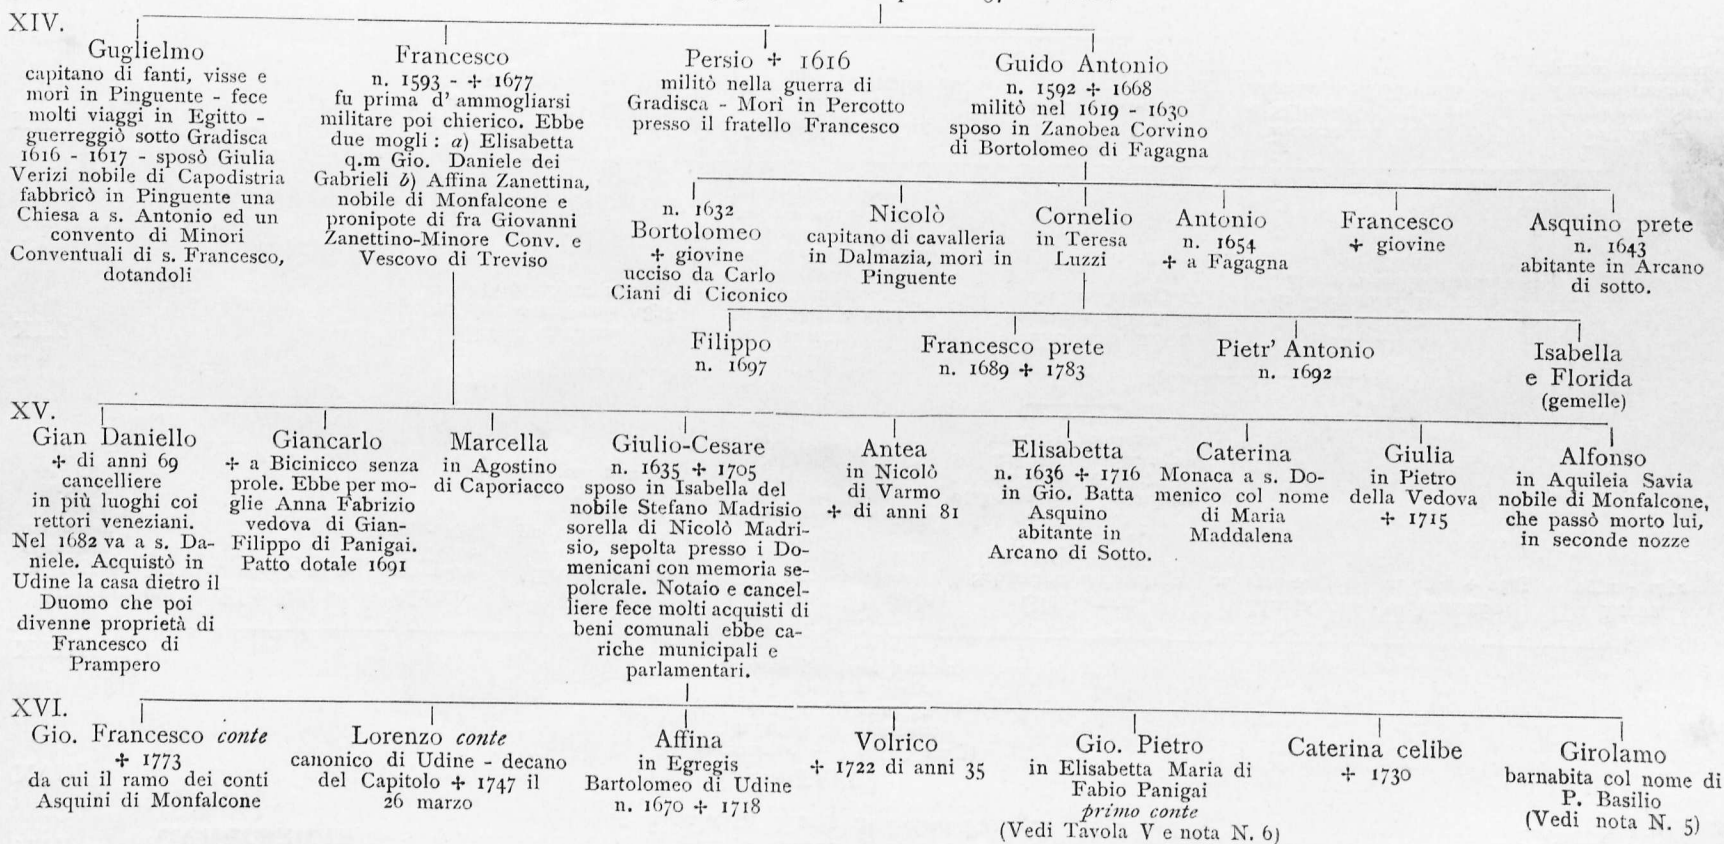 XIV.
Guglielmo
capitano di fanti, visse e
morì in Pinguente - fece
molti viaggi in Egitto -
guerreggiò sotto Gradisca
1616 - 1617 - sposò Giulia
Verizi nobile di Capodistria
fabbricò in Pinguente una
Chiesa a s. Antonio ed un
convento di Minori
Conventuali di s. Francesco,
dotandoli
Francesco
n. 1593 - ✢ 1677
fu prima d' ammogliarsi
militare poi chierico. Ebbe
due mogli : a) Elisabetta
q.m Gio. Daniele dei
Gabrieli b) Affina Zanettina,
nobile di Monfalcone e
pronipote di fra Giovanni
Zanettino-Minore Conv. e
Vescovo di Treviso
Persio ✢ 1616
militò nella guerra di
Gradisca - Morì in Percotto
presso il fratello Francesco
Guido Antonio
n. 1592 ✢ 1668
militò nel 1619 - 1630
sposo in Zanobea Corvino
di Bortolomeo di Fagagna
n. 1632
Bortolomeo
✢ giovine
ucciso da Carlo
Ciani di Ciconico
Nicolò
capitano di cavalleria
in Dalmazia, morì in
Pinguente
Cornelio
in Teresa
Luzzi
Antonio
n. 1654
✢ a Fagagna
Francesco
✢ giovine
Asquino prete
n. 1643
abitante in Arcano
di sotto.
Filippo
n. 1697
Francesco prete
n. 1689 ✢ 1783
Pietr' Antonio
n. 1692
Isabella
e Florida
(gemelle)
XV.
Gian Daniello
✢ di anni 69
cancelliere
in più luoghi coi
rettori veneziani.
Nel 1682 va a s. Da-
niele. Acquistò in
Udine la casa dietro il
Duomo che poi
divenne proprietà di
Francesco di
Prampero
Giancarlo
✢ a Bicinicco senza
prole. Ebbe per mo-
glie Anna Fabrizio
vedova di Gian-
Filippo di Panigai.
Patto dotale 1691
Marcella
in Agostino
di Caporiacco
Giulio-Cesare
n. 1635 ✢ 1705
sposo in Isabella del
nobile Stefano Madrisio
sorella di Nicolò Madri-
sio, sepolta presso i Do-
menicani con memoria se-
polcrale. Notaio e cancel-
liere fece molti acquisti di
beni comunali ebbe ca-
riche municipali e
parlamentari.
Antea
in Nicolò
di Varmo
✢ di anni 81
Elisabetta
n. 1636 ✢ 1716
in Gio. Batta
Asquino
abitante in
Arcano di Sotto.
Caterina
Monaca a s. Do-
menico col nome
di Maria
Maddalena
Giulia
in Pietro
della Vedova
✢ 1715
Alfonso
in Aquileia Savia
nobile di Monfalcone,
che passò morto lui,
in seconde nozze
XVI.
Gio. Francesco conte
✢ 1773
da cui il ramo dei conti
Asquini di Monfalcone
Lorenzo conte
canonico di Udine - decano
del Capitolo ✢ 1747 il
26 marzo
Affina
in Egregis
Bartolomeo di Udine
n. 1670 ✢ 1718
Volrico
✢ 1722 di anni 35
Gio. Pietro
in Elisabetta Maria di
Fabio Panigai
primo conte
(Vedi Tavola V e nota N. 6)
Caterina celibe
✢ 1730
Girolamo
barnabita col nome di
P. Basilio
(Vedi nota N. 5)